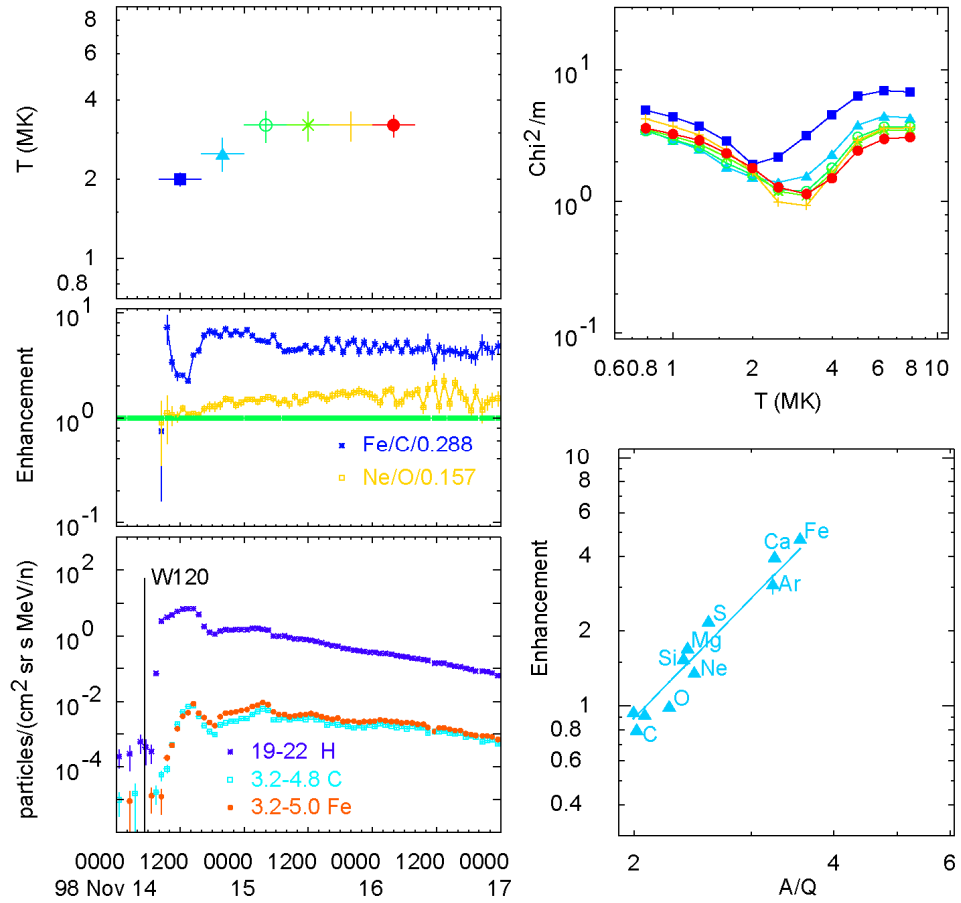 8
6
4
2
1
0.8
T (MK)
10^1
10^0
10^-1
Enhancement
Fe/C/0.288
Ne/O/0.157
10^2
10^0
10^-2
10^-4
particles/(cm^2 sr s MeV/n)
W120
19-22 H
3.2-4.8 C
3.2-5.0 Fe
0000 1200 0000 1200 0000 1200 0000
98 Nov 14 15 16 17
10^1
10^0
10^-1
Chi^2/m
0.6 0.8 1 2 4 6 8 10
T (MK)
10
8
6
4
2
1
0.8
0.4
Enhancement
Fe
Ca
Ar
S
Mg
Si
Ne
O
C
2 4 6
A/Q